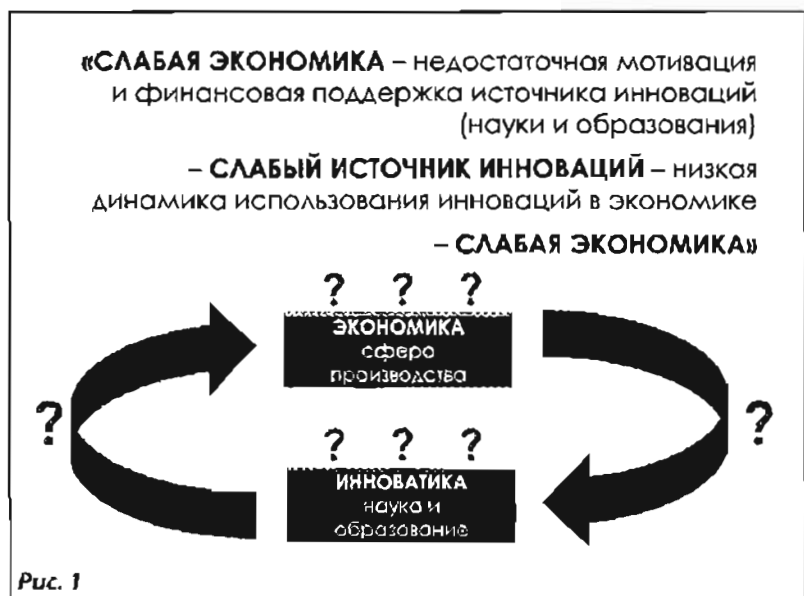 «СЛАБАЯ ЭКОНОМИКА – недостаточная мотивация
и финансовая поддержка источника инноваций
(науки и образования)
– СЛАБЫЙ ИСТОЧНИК ИННОВАЦИЙ – низкая
динамика использования инноваций в экономике
– СЛАБАЯ ЭКОНОМИКА»
? ? ?
ЭКОНОМИКА
сфера
производства
? ?
? ? ?
ИННОВАТИКА
наука и
образование
Рис. 1